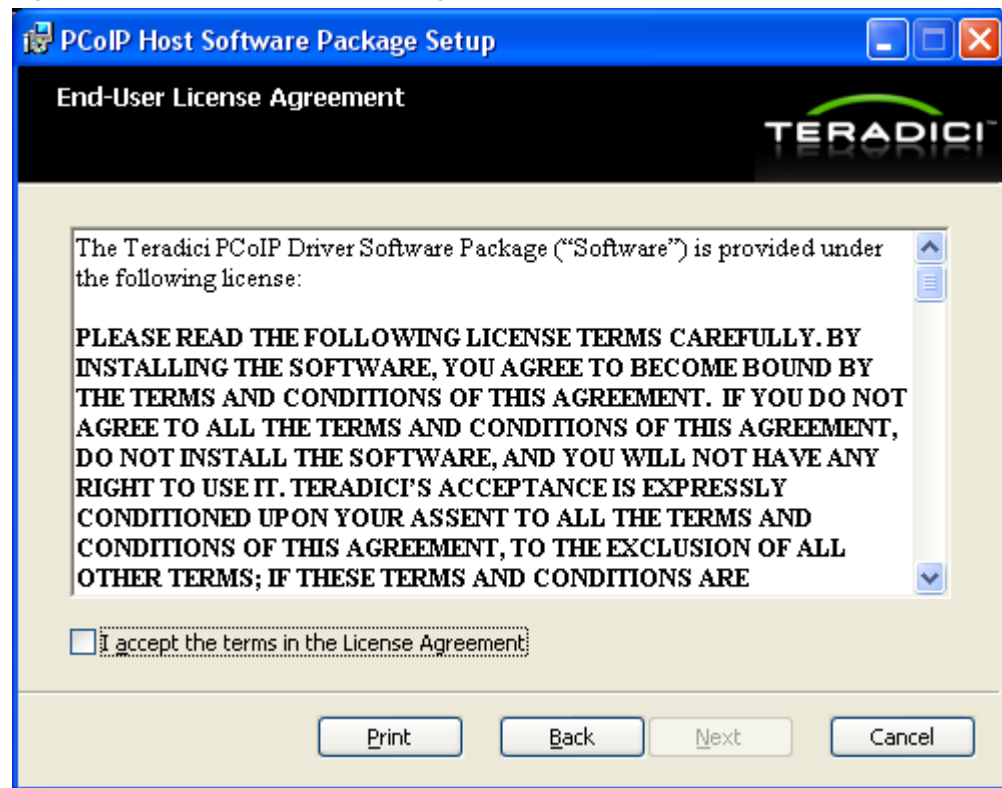 PCoIP Host Software Package Setup
End-User License Agreement
TERADICI™
The Teradici PCoIP Driver Software Package (“Software”) is provided under
the following license:
PLEASE READ THE FOLLOWING LICENSE TERMS CAREFULLY. BY
INSTALLING THE SOFTWARE, YOU AGREE TO BECOME BOUND BY
THE TERMS AND CONDITIONS OF THIS AGREEMENT. IF YOU DO NOT
AGREE TO ALL THE TERMS AND CONDITIONS OF THIS AGREEMENT,
DO NOT INSTALL THE SOFTWARE, AND YOU WILL NOT HAVE ANY
RIGHT TO USE IT. TERADICI’S ACCEPTANCE IS EXPRESSLY
CONDITIONED UPON YOUR ASSENT TO ALL THE TERMS AND
CONDITIONS OF THIS AGREEMENT, TO THE EXCLUSION OF ALL
OTHER TERMS; IF THESE TERMS AND CONDITIONS ARE
I accept the terms in the License Agreement
Print Back Next Cancel